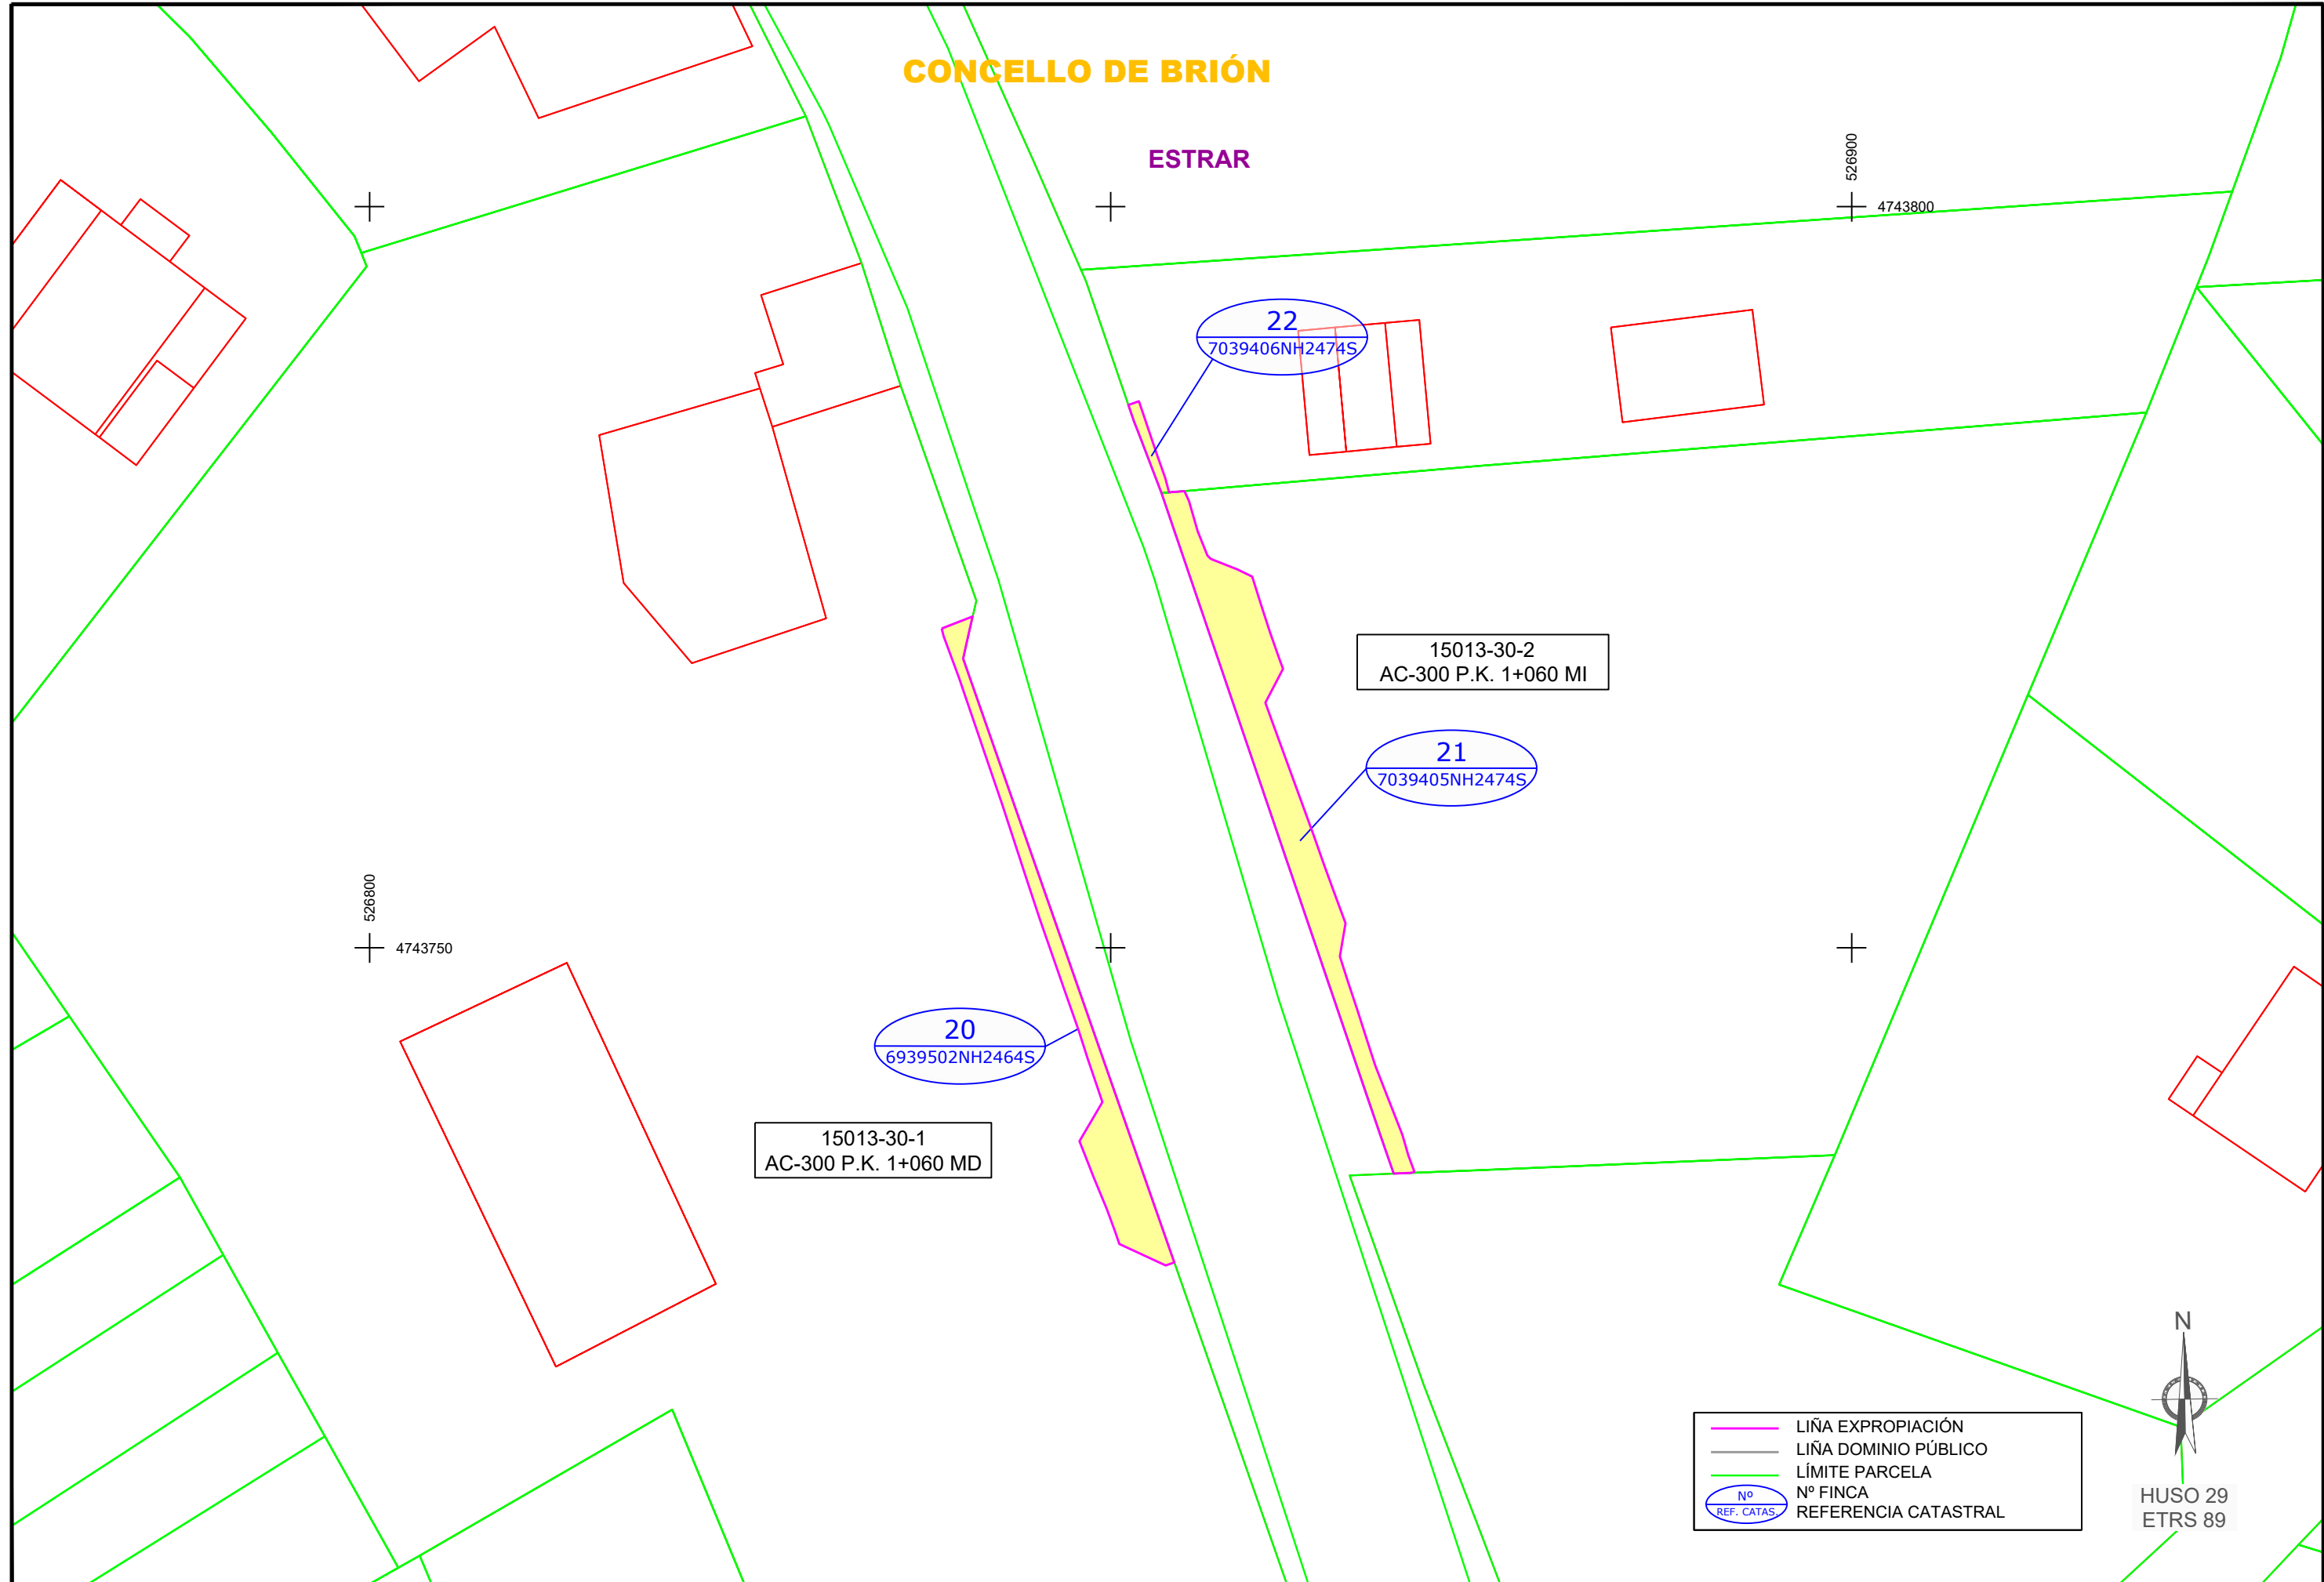 CONCELLO DE BRIÓN
ESTRAR
526900
4743800
22
7039406NH2474S
15013-30-2
AC-300 P.K. 1+060 MI
21
7039405NH2474S
526800
4743750
20
6939502NH2464S
15013-30-1
AC-300 P.K. 1+060 MD
N
LIÑA EXPROPIACIÓN
LIÑA DOMINIO PÚBLICO
LÍMITE PARCELA
Nº
REF. CATAS.
Nº FINCA
REFERENCIA CATASTRAL
HUSO 29
ETRS 89